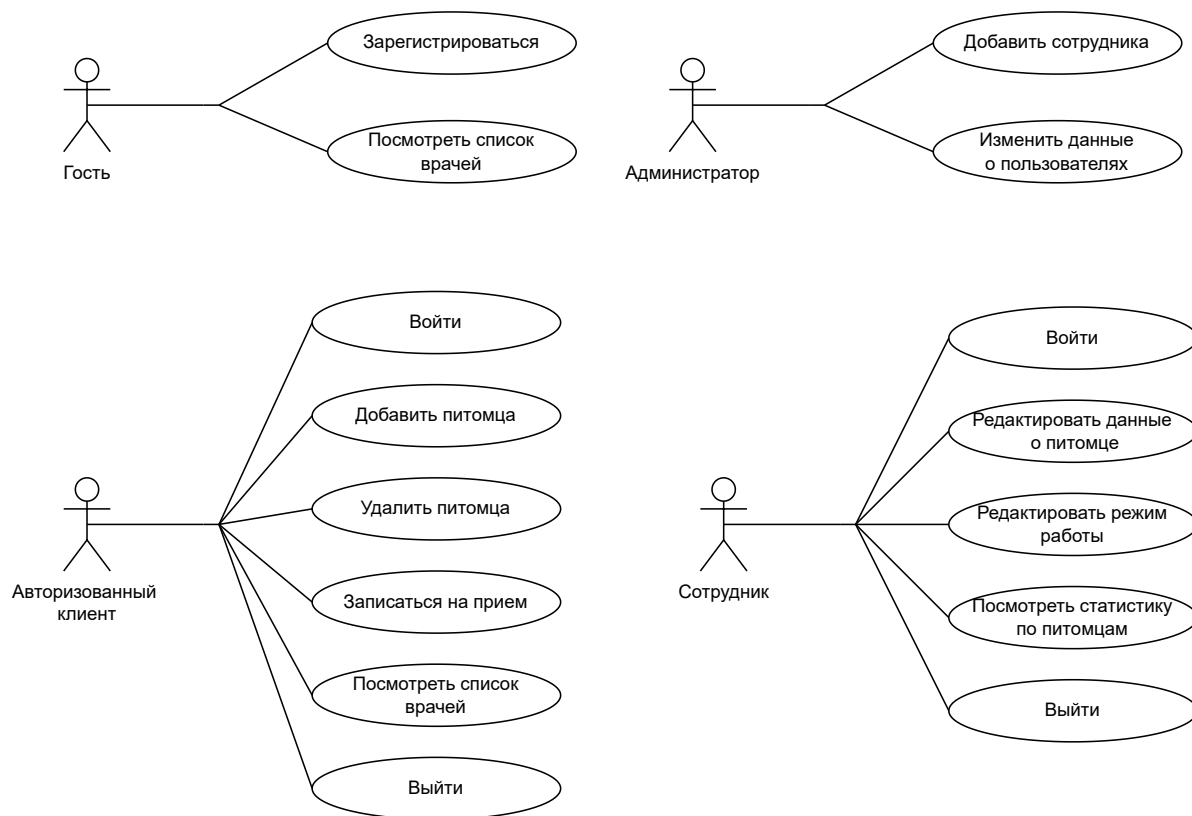 Зарегистрироваться
Посмотреть список
врачей
Гость
Добавить сотрудника
Изменить данные
о пользователях
Администратор
Войти
Добавить питомца
Удалить питомца
Записаться на прием
Посмотреть список
врачей
Выйти
Авторизованный
клиент
Войти
Редактировать данные
о питомце
Редактировать режим
работы
Посмотреть статистику
по питомцам
Выйти
Сотрудник